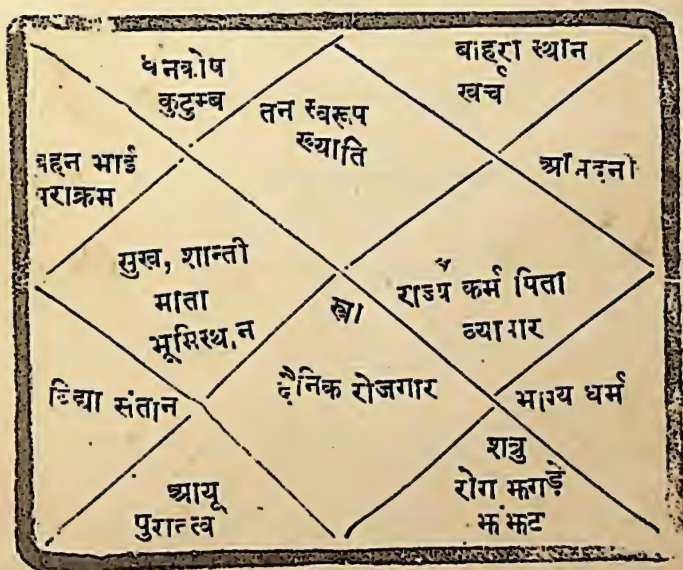 धनकोष
कुटुम्ब
तन स्वरूप
ख्याति
बाहरा स्थान
खर्च
बहन भाई
पराक्रम
आमदनी
सुख, शान्ती
माता
भूमिस्थान
राज्य कर्म पिता
व्यापार
स्त्री
दैनिक रोजगार
विद्या संतान
भाग्य धर्म
आयू
पुरातत्व
शत्रु
रोग झगड़े
झंझट